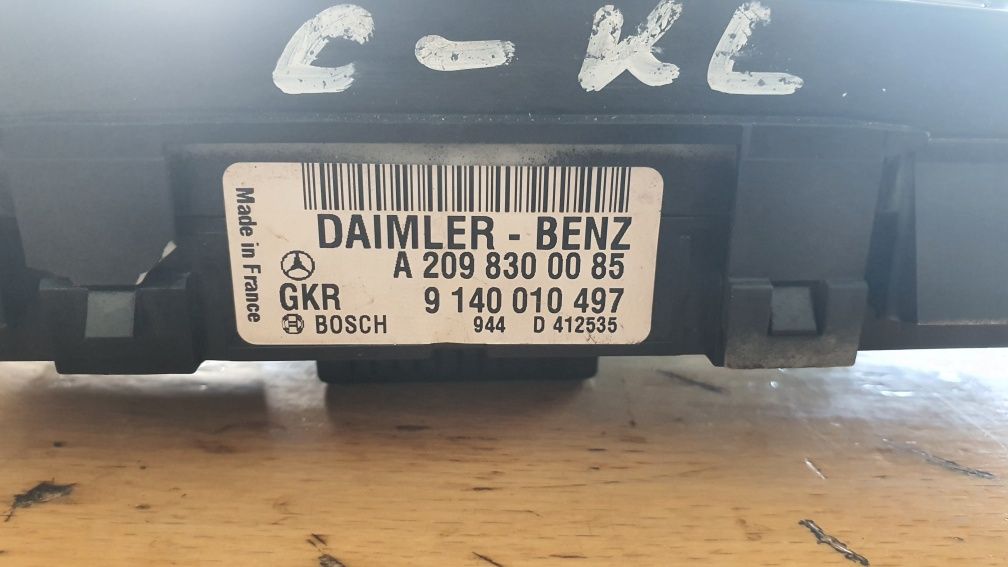 C-KL
Made in France
DAIMLER - BENZ
A 209 830 00 85
GKR 9 140 010 497
BOSCH 944 D 412535